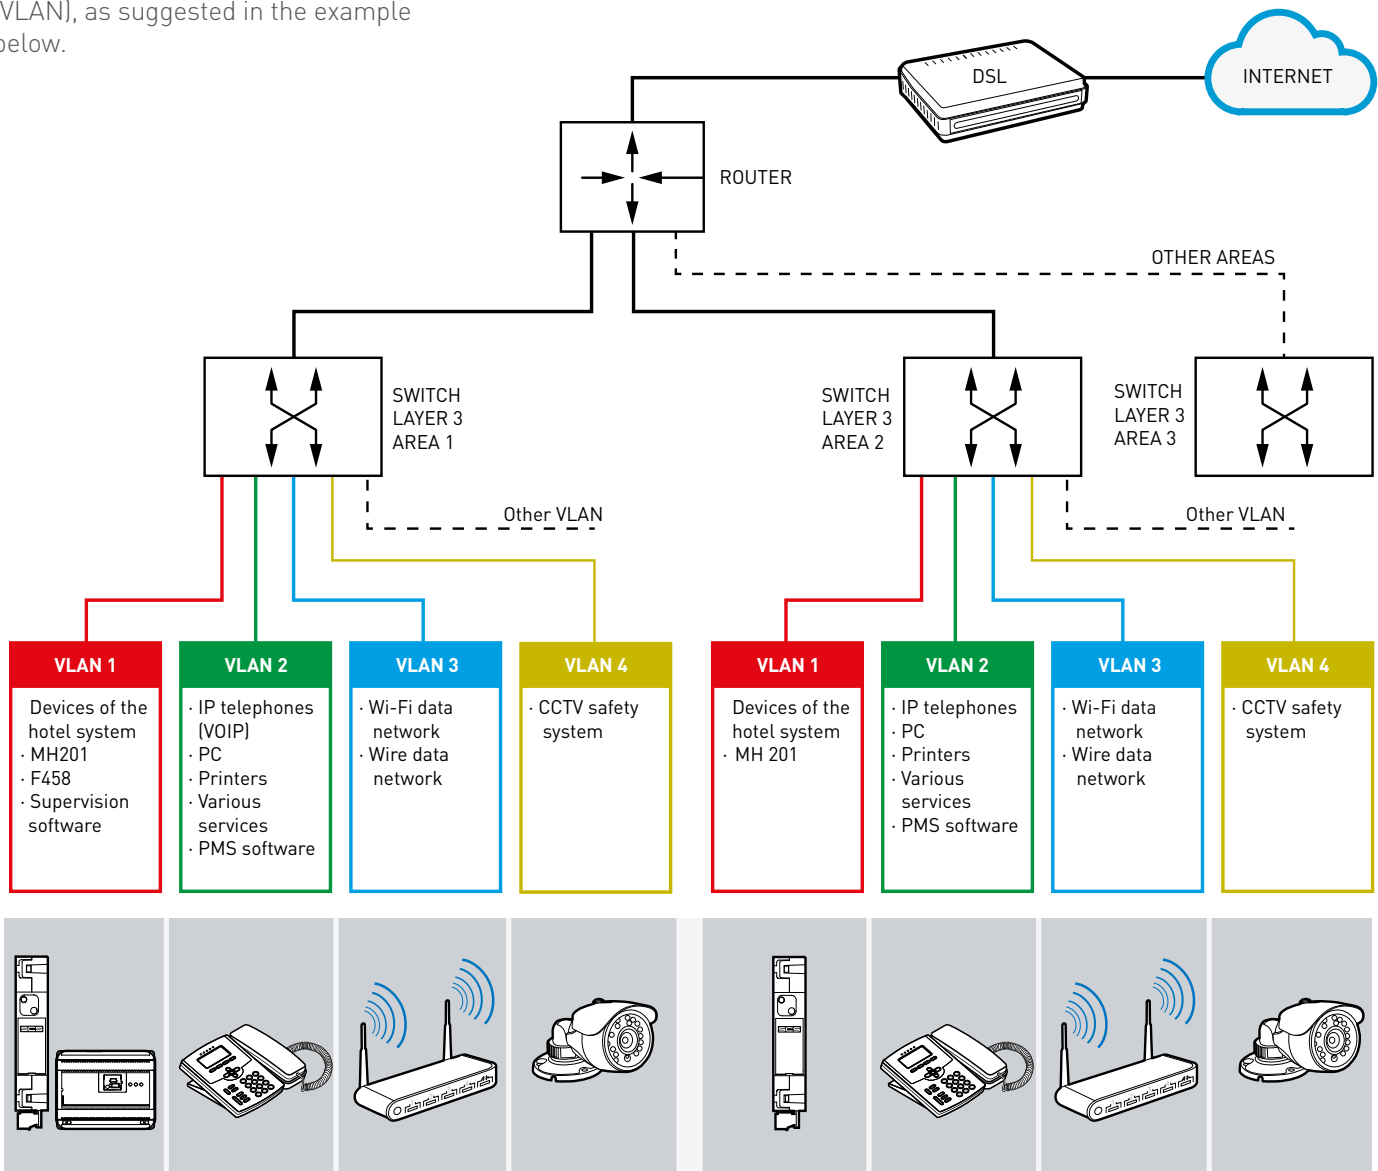 VLAN), as suggested in the example
below.
DSL
INTERNET
ROUTER
OTHER AREAS
SWITCH
LAYER 3
AREA 1
SWITCH
LAYER 3
AREA 2
SWITCH
LAYER 3
AREA 3
Other VLAN
Other VLAN
VLAN 1
Devices of the
hotel system
· MH201
· F458
· Supervision
software
VLAN 2
· IP telephones
(VOIP)
· PC
· Printers
· Various
services
· PMS software
VLAN 3
· Wi-Fi data
network
· Wire data
network
VLAN 4
· CCTV safety
system
VLAN 1
Devices of the
hotel system
· MH 201
VLAN 2
· IP telephones
· PC
· Printers
· Various
services
· PMS software
VLAN 3
· Wi-Fi data
network
· Wire data
network
VLAN 4
· CCTV safety
system